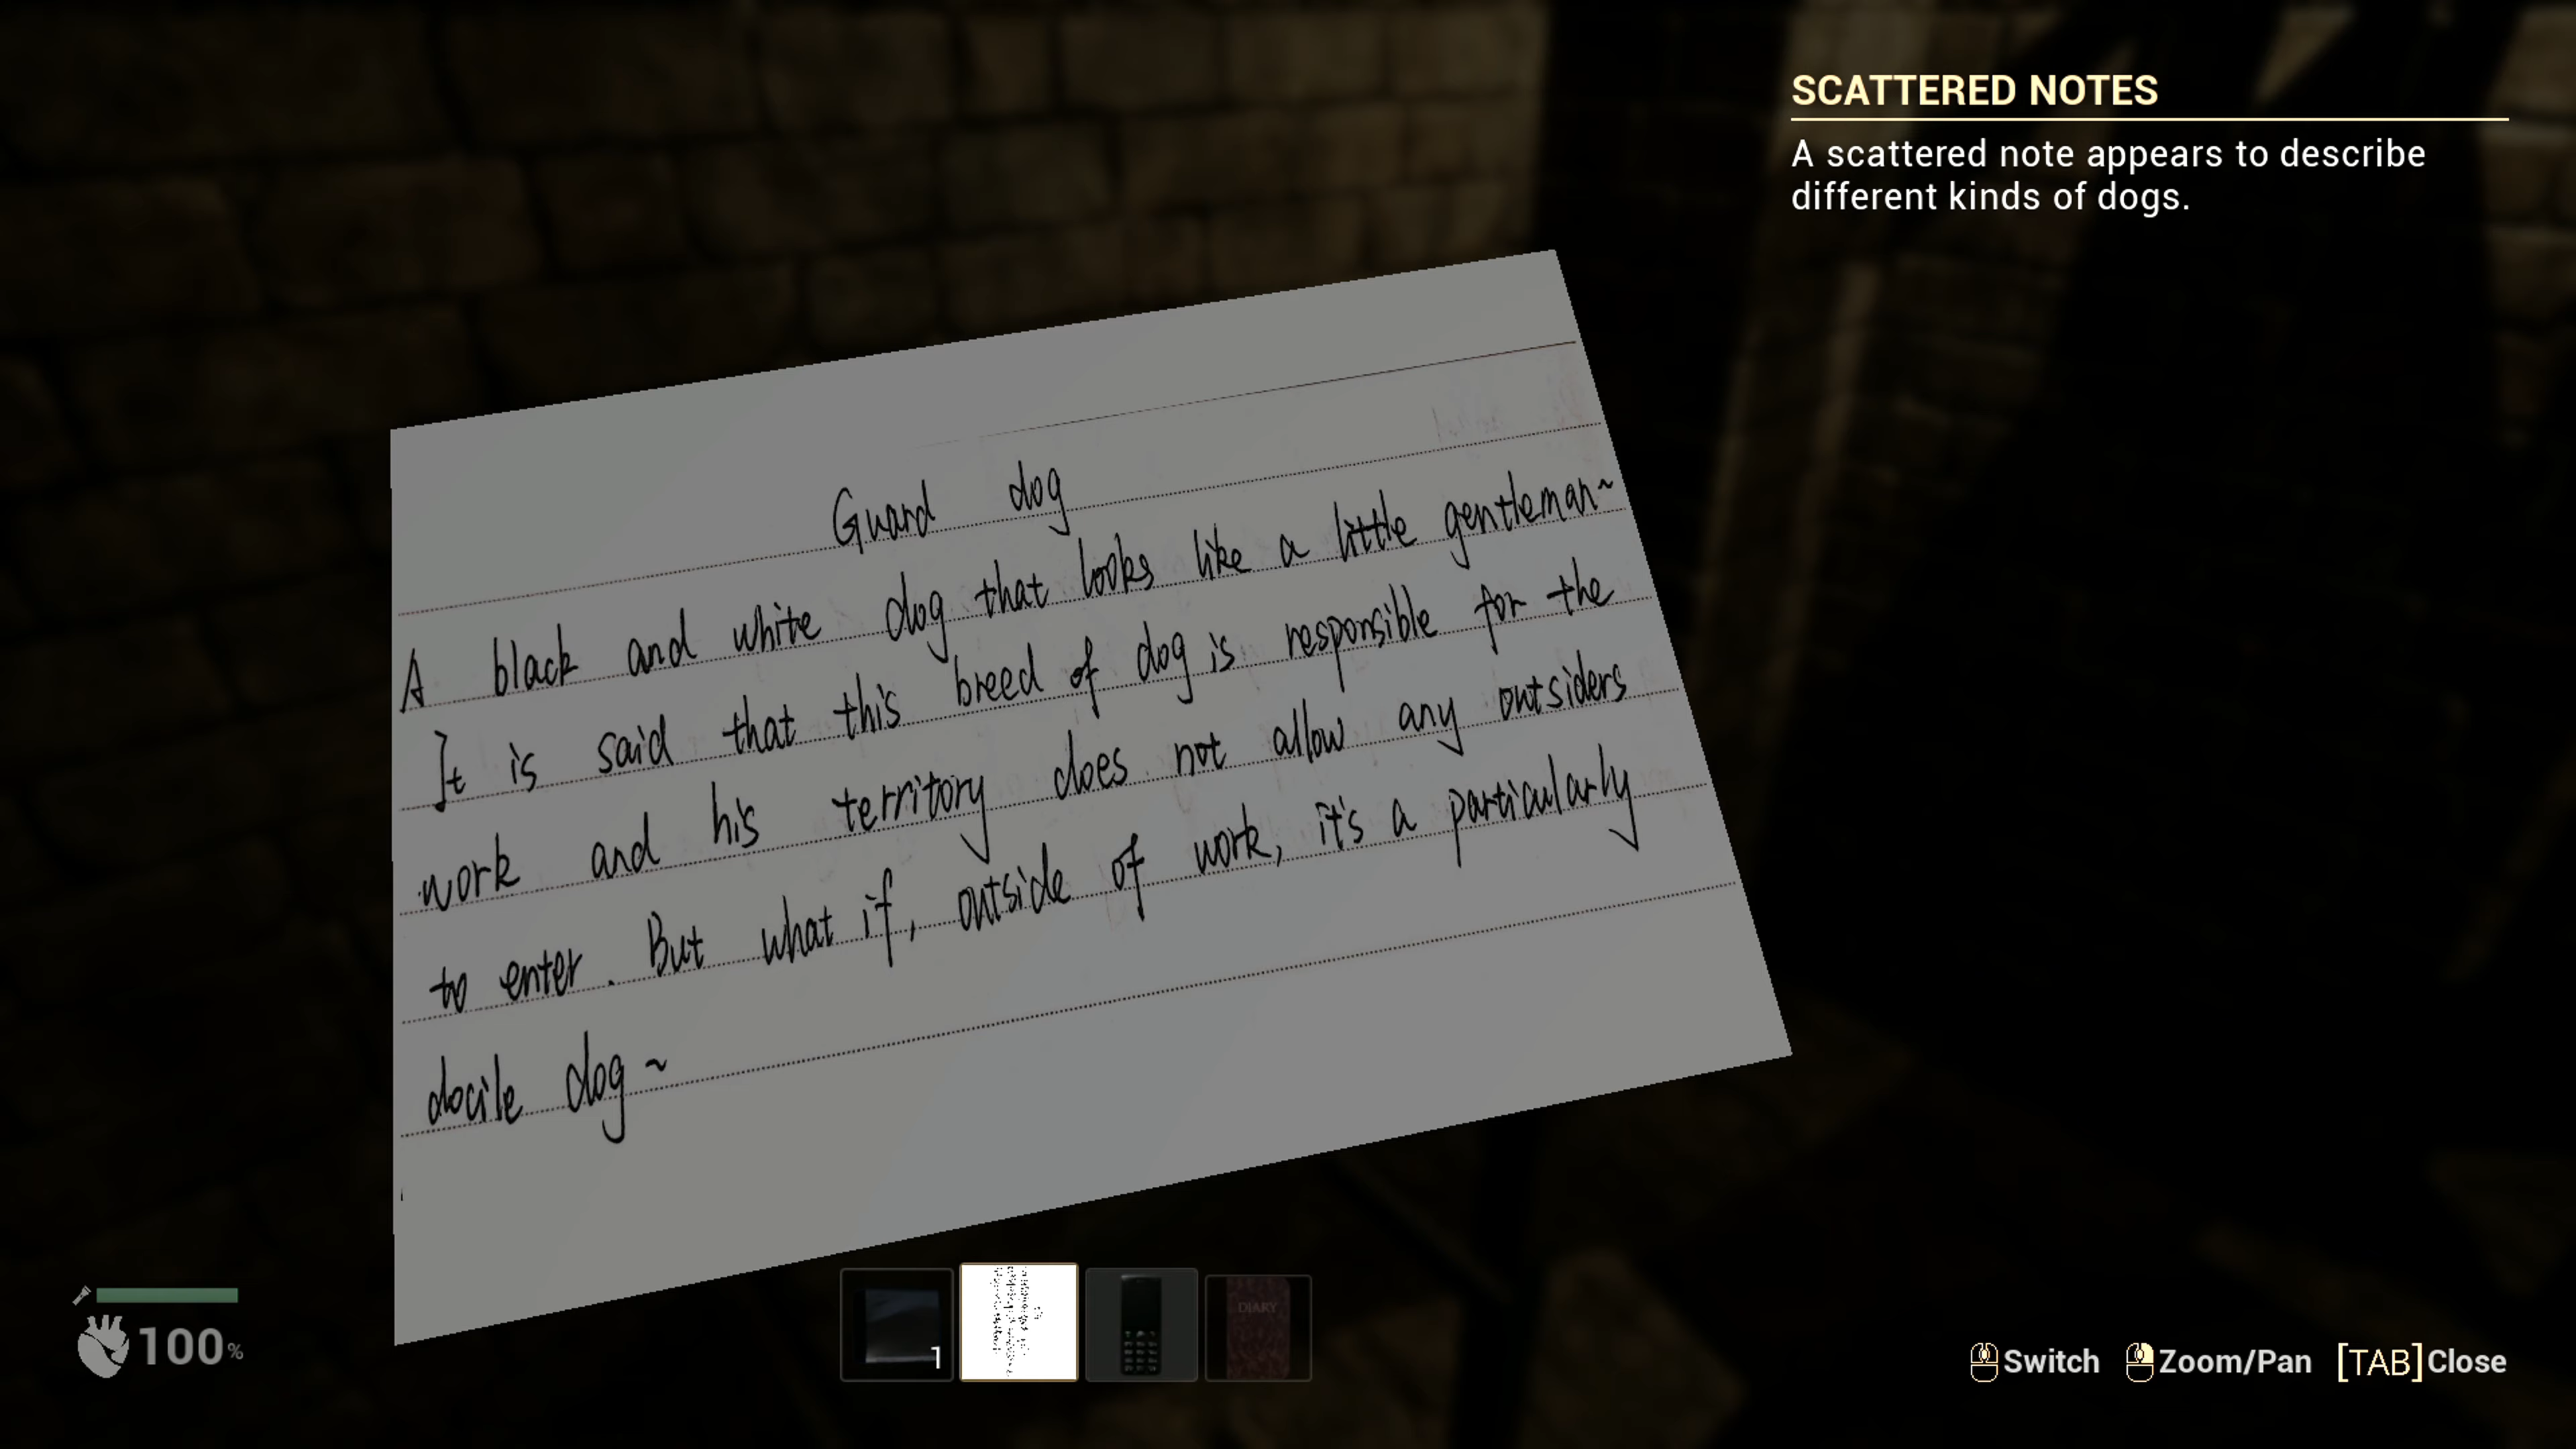 SCATTERED NOTES
A scattered note appears to describe
different kinds of dogs.
Guard dog
A black and white dog that looks like a little gentleman~
It is said that this breed of dog is responsible for the
work and his territory does not allow any outsiders
to enter. But what if, outside of work, it's a particularly
docile dog~
1
DIARY
100%
Switch Zoom/Pan [TAB]Close